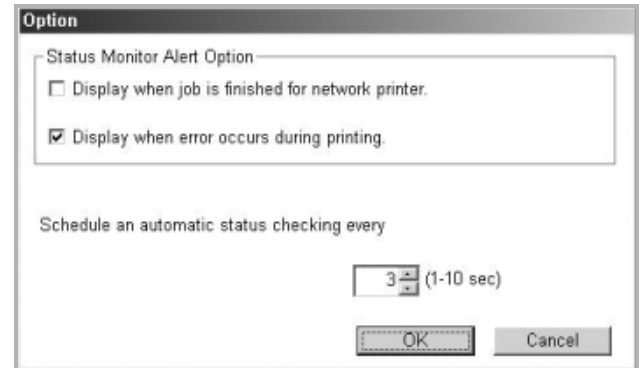 Option
Status Monitor Alert Option
Display when job is finished for network printer.
Display when error occurs during printing.
Schedule an automatic status checking every
3 (1-10 sec)
OK Cancel